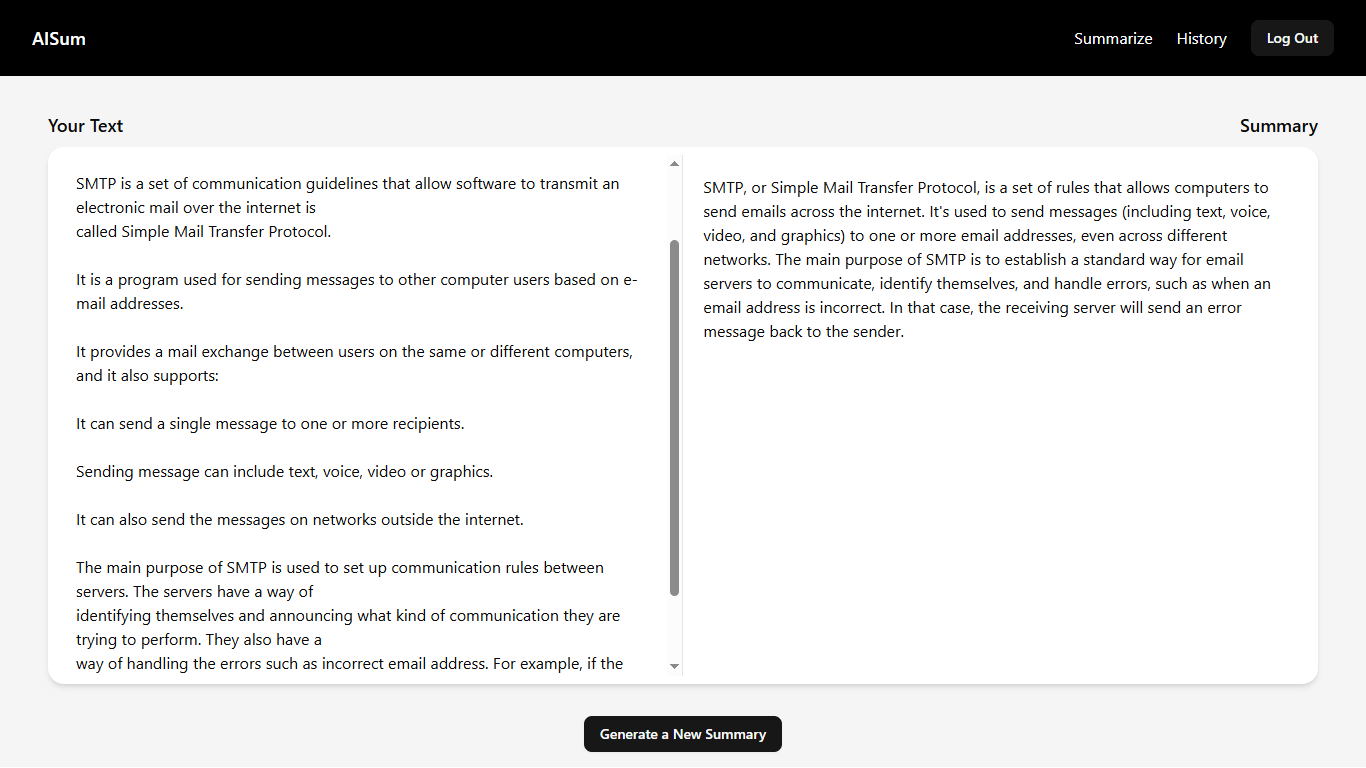 AISum
Summarize
History
Log Out
Your Text
Summary
SMTP is a set of communication guidelines that allow software to transmit an
electronic mail over the internet is
called Simple Mail Transfer Protocol.
It is a program used for sending messages to other computer users based on e-
mail addresses.
It provides a mail exchange between users on the same or different computers,
and it also supports:
It can send a single message to one or more recipients.
Sending message can include text, voice, video or graphics.
It can also send the messages on networks outside the internet.
The main purpose of SMTP is used to set up communication rules between
servers. The servers have a way of
identifying themselves and announcing what kind of communication they are
trying to perform. They also have a
way of handling the errors such as incorrect email address. For example, if the
SMTP, or Simple Mail Transfer Protocol, is a set of rules that allows computers to
send emails across the internet. It's used to send messages (including text, voice,
video, and graphics) to one or more email addresses, even across different
networks. The main purpose of SMTP is to establish a standard way for email
servers to communicate, identify themselves, and handle errors, such as when an
email address is incorrect. In that case, the receiving server will send an error
message back to the sender.
Generate a New Summary